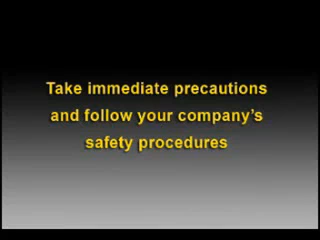 Take immediate precautions
and follow your company's
safety procedures